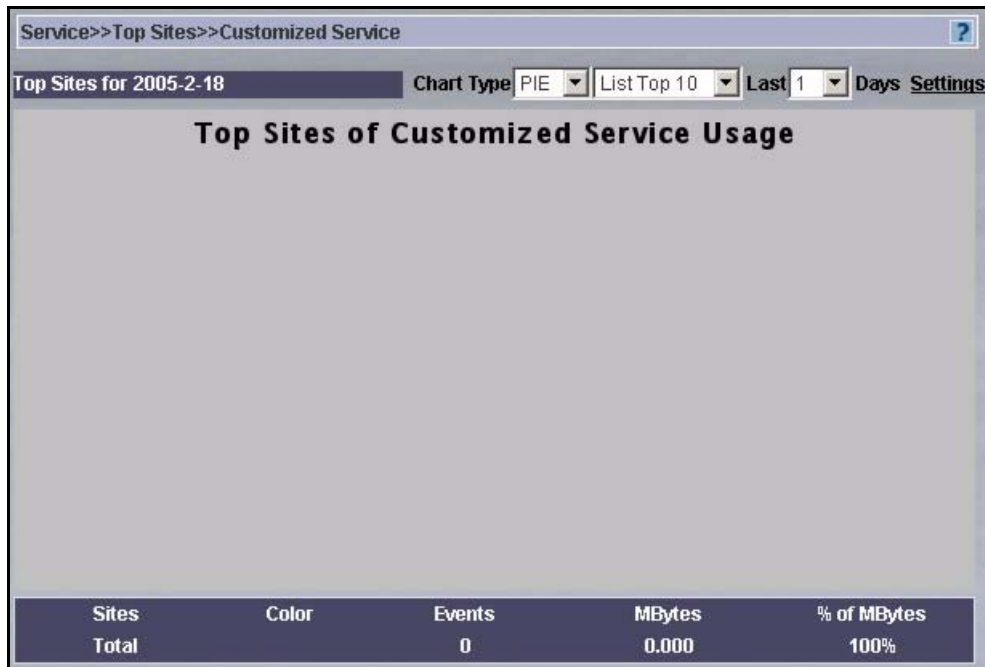 Service>>Top Sites>>Customized Service ?
Top Sites for 2005-2-18 Chart Type PIE List Top 10 Last 1 Days Settings
Top Sites of Customized Service Usage
Sites Color Events MBytes % of MBytes
Total 0 0.000 100%